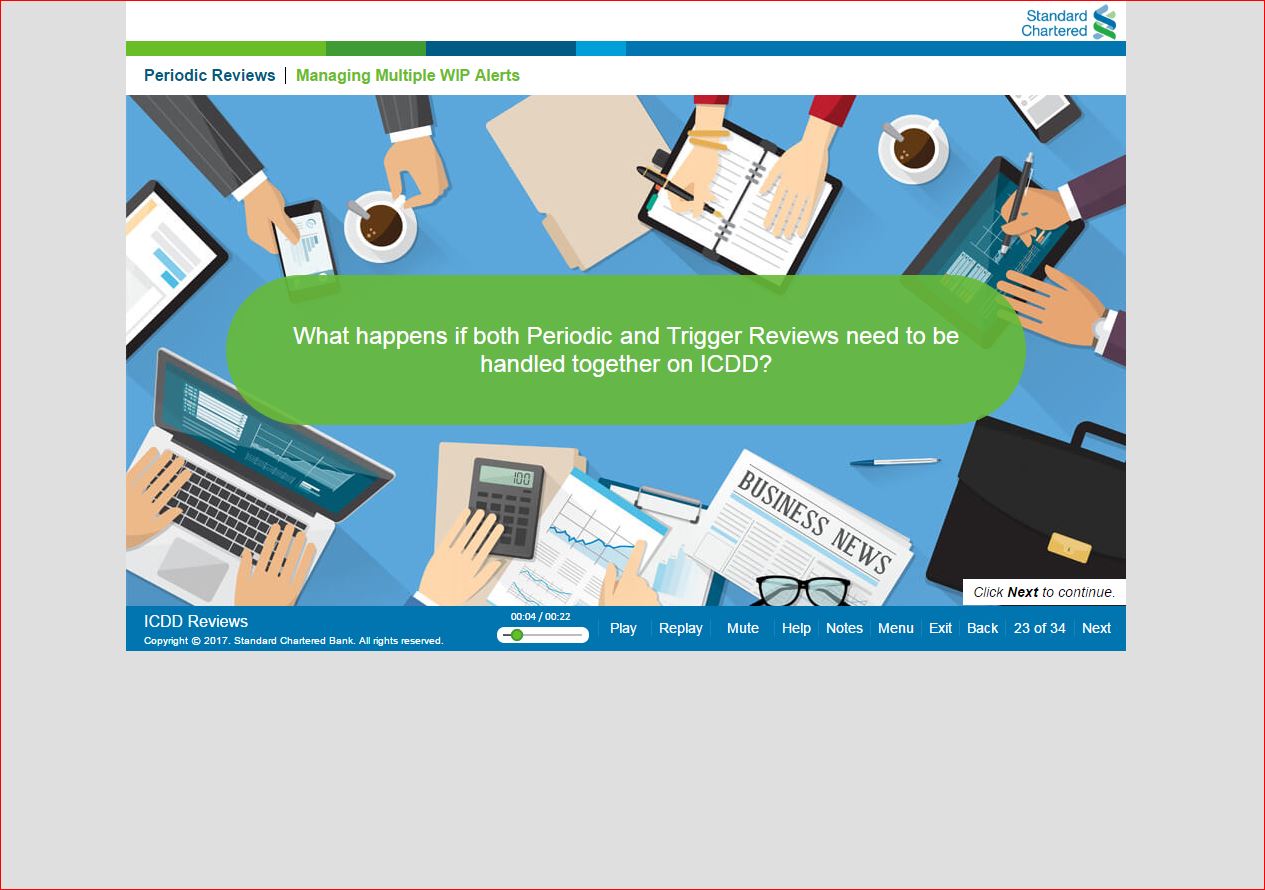 Standard
Chartered
Periodic Reviews | Managing Multiple WIP Alerts
What happens if both Periodic and Trigger Reviews need to be
handled together on ICDD?
100
BUSINESS NEWS
Click Next to continue.
ICDD Reviews
Copyright © 2017. Standard Chartered Bank. All rights reserved.
00:04 / 00:22
Play Replay Mute Help Notes Menu Exit Back 23 of 34 Next